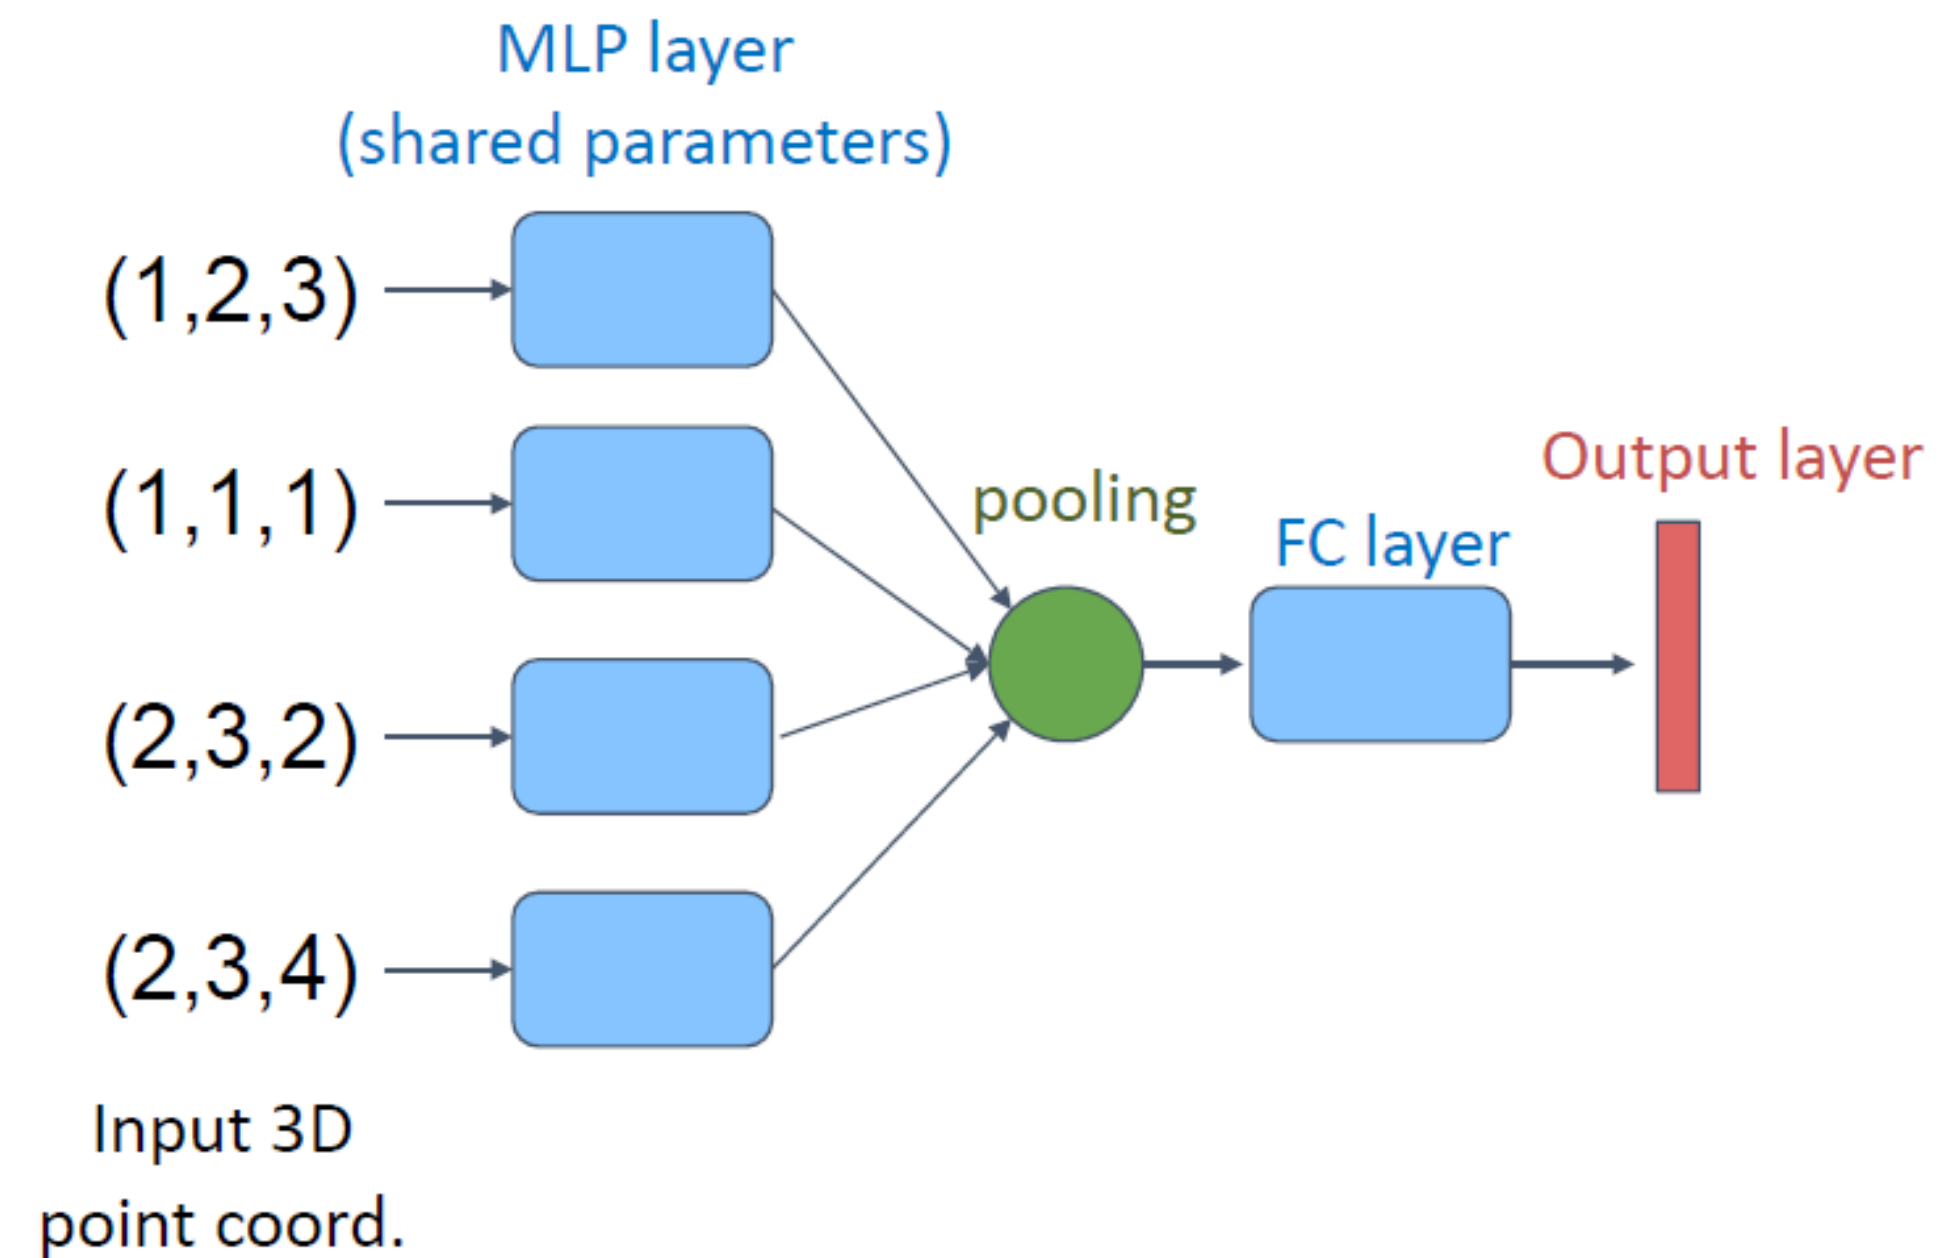 MLP layer
(shared parameters)
(1,2,3)
(1,1,1)
(2,3,2)
(2,3,4)
pooling
FC layer
Output layer
Input 3D
point coord.